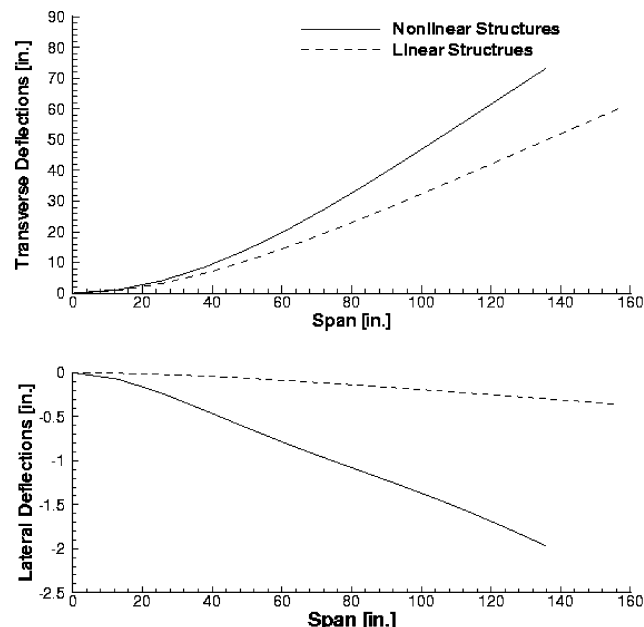 90
80
70
60
50
40
30
20
10
0
Transverse Deflections [in.]
Nonlinear Structures
Linear Structrues
0 20 40 60 80 100 120 140 160
Span [in.]
0
-0.5
-1
-1.5
-2
-2.5
Lateral Deflections [in.]
0 20 40 60 80 100 120 140 160
Span [in.]